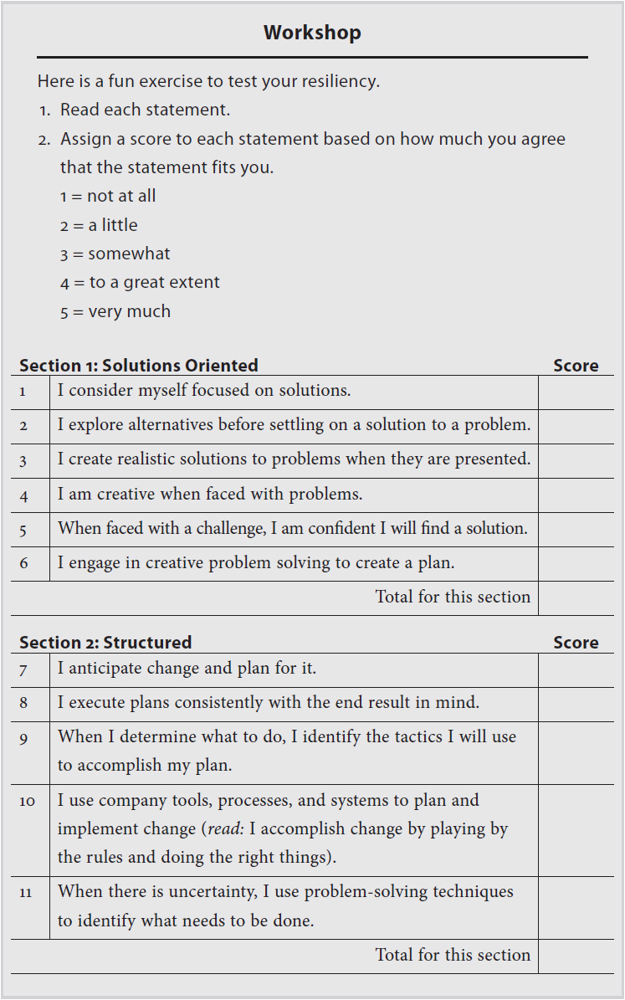 Workshop
Here is a fun exercise to test your resiliency.
1. Read each statement.
2. Assign a score to each statement based on how much you agree
that the statement fits you.
1 = not at all
2 = a little
3 = somewhat
4 = to a great extent
5 = very much
Section 1: Solutions Oriented Score
1 I consider myself focused on solutions.
2 I explore alternatives before settling on a solution to a problem.
3 I create realistic solutions to problems when they are presented.
4 I am creative when faced with problems.
5 When faced with a challenge, I am confident I will find a solution.
6 I engage in creative problem solving to create a plan.
Total for this section
Section 2: Structured Score
7 I anticipate change and plan for it.
8 I execute plans consistently with the end result in mind.
9 When I determine what to do, I identify the tactics I will use
to accomplish my plan.
10 I use company tools, processes, and systems to plan and
implement change (read: I accomplish change by playing by
the rules and doing the right things).
11 When there is uncertainty, I use problem-solving techniques
to identify what needs to be done.
Total for this section